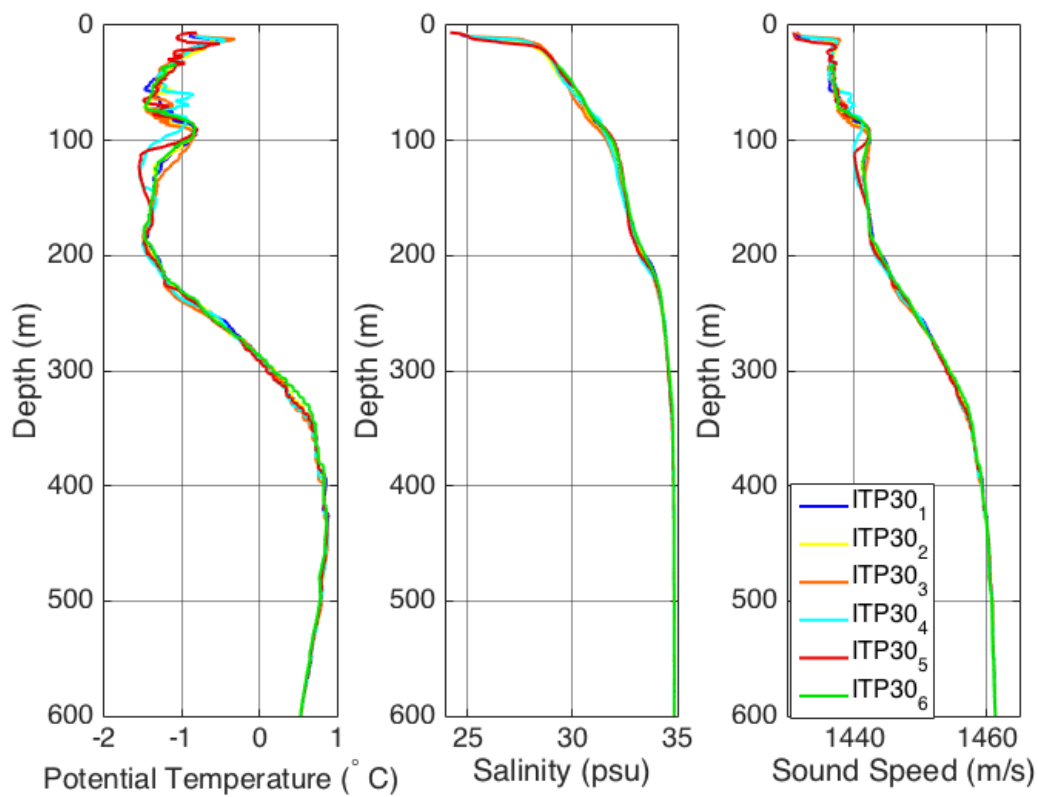 0
100
200
300
400
500
600
Depth (m)
-2 -1 0 1
Potential Temperature (° C)
0
100
200
300
400
500
600
Depth (m)
25 30 35
Salinity (psu)
0
100
200
300
400
500
600
Depth (m)
1440 1460
Sound Speed (m/s)
ITP30₁
ITP30₂
ITP30₃
ITP30₄
ITP30₅
ITP30₆